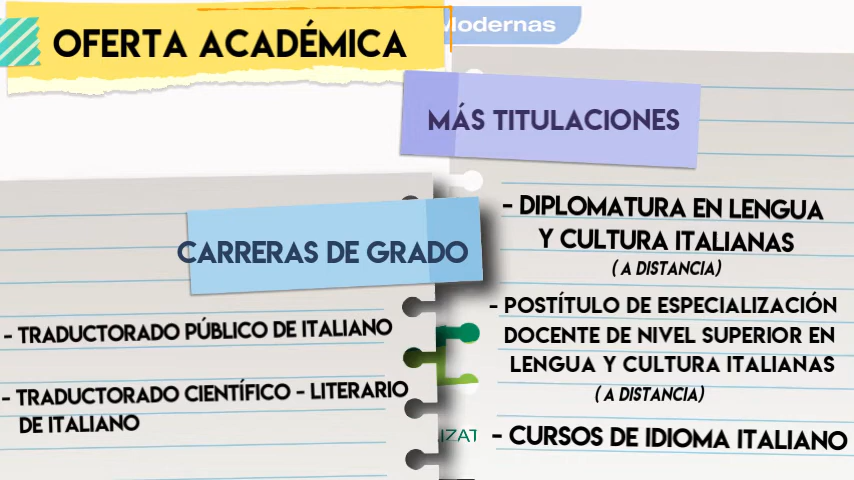 OFERTA ACADÉMICA
Modernas
MÁS TITULACIONES
CARRERAS DE GRADO
- TRADUCTORADO PÚBLICO DE ITALIANO
- TRADUCTORADO CIENTÍFICO - LITERARIO
DE ITALIANO
- DIPLOMATURA EN LENGUA
Y CULTURA ITALIANAS
( A DISTANCIA)
- POSTÍTULO DE ESPECIALIZACIÓN
DOCENTE DE NIVEL SUPERIOR EN
LENGUA Y CULTURA ITALIANAS
( A DISTANCIA)
- CURSOS DE IDIOMA ITALIANO